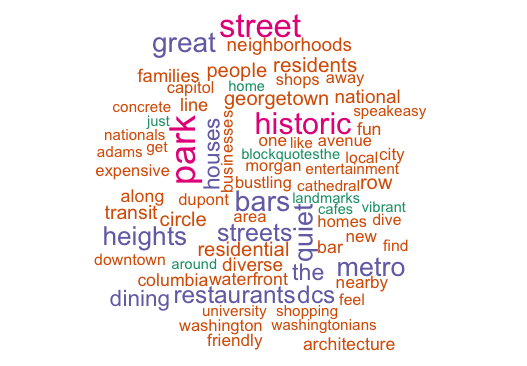 street
great neighborhoods
families people residents
capitol home shops away
concrete line georgetown national
speakeasy
just park houses businesses historic fun
nationals
adams get one like avenue
blockquotesthe local city
expensive morgan entertainment
bustling cathedral row
along dupont bars landmarks
transit circle area quiet cafes vibrant
homes dive
heights streets bar new find
residential
downtown around diverse the metro
columbia waterfront nearby
dining restaurants dcs feel
university shopping
washington washingtonians
friendly architecture